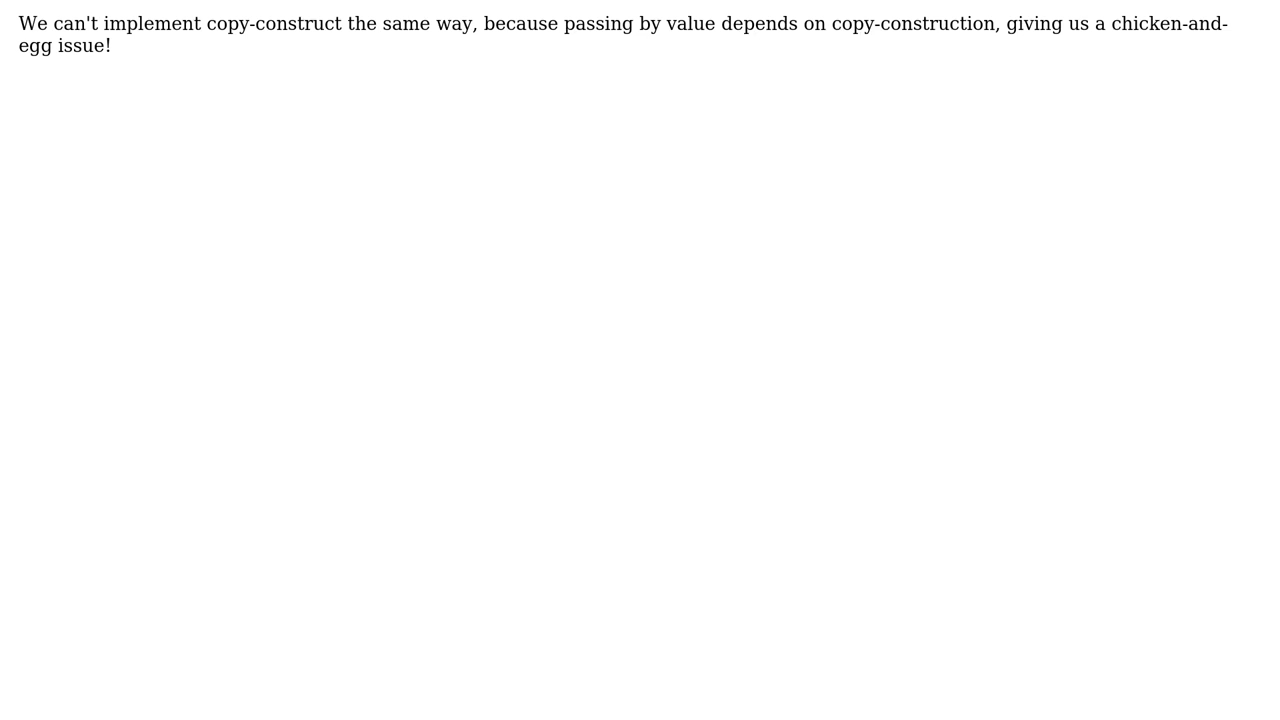 We can't implement copy-construct the same way, because passing by value depends on copy-construction, giving us a chicken-and-
egg issue!